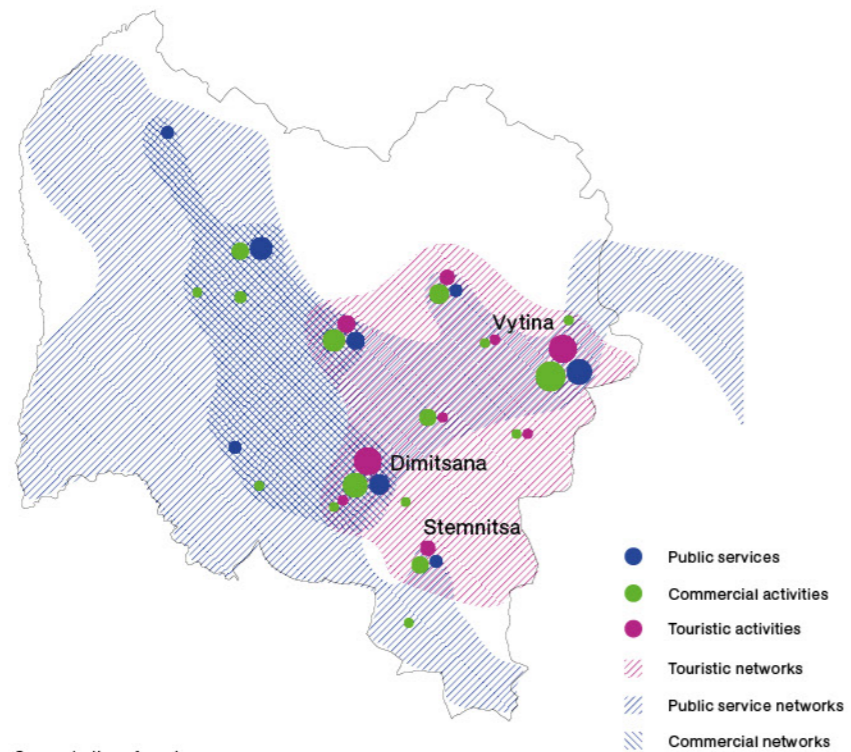 Vytina
Dimitsana
Stemnitsa
Public services
Commercial activities
Touristic activities
Touristic networks
Public service networks
Commercial networks